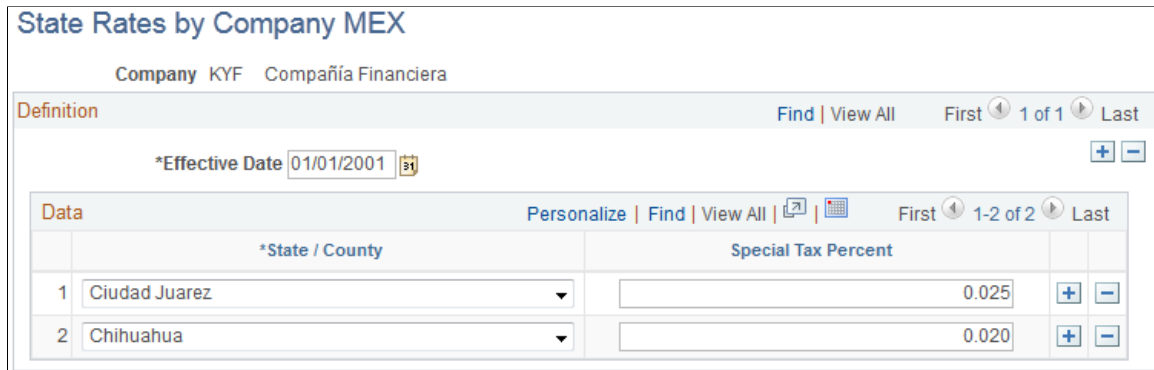 State Rates by Company MEX
Company KYF Compañía Financiera
Definition Find | View All First 1 of 1 Last
*Effective Date 01/01/2001 31
Data Personalize | Find | View All | | First 1-2 of 2 Last
*State / County Special Tax Percent
1 Ciudad Juarez 0.025
2 Chihuahua 0.020